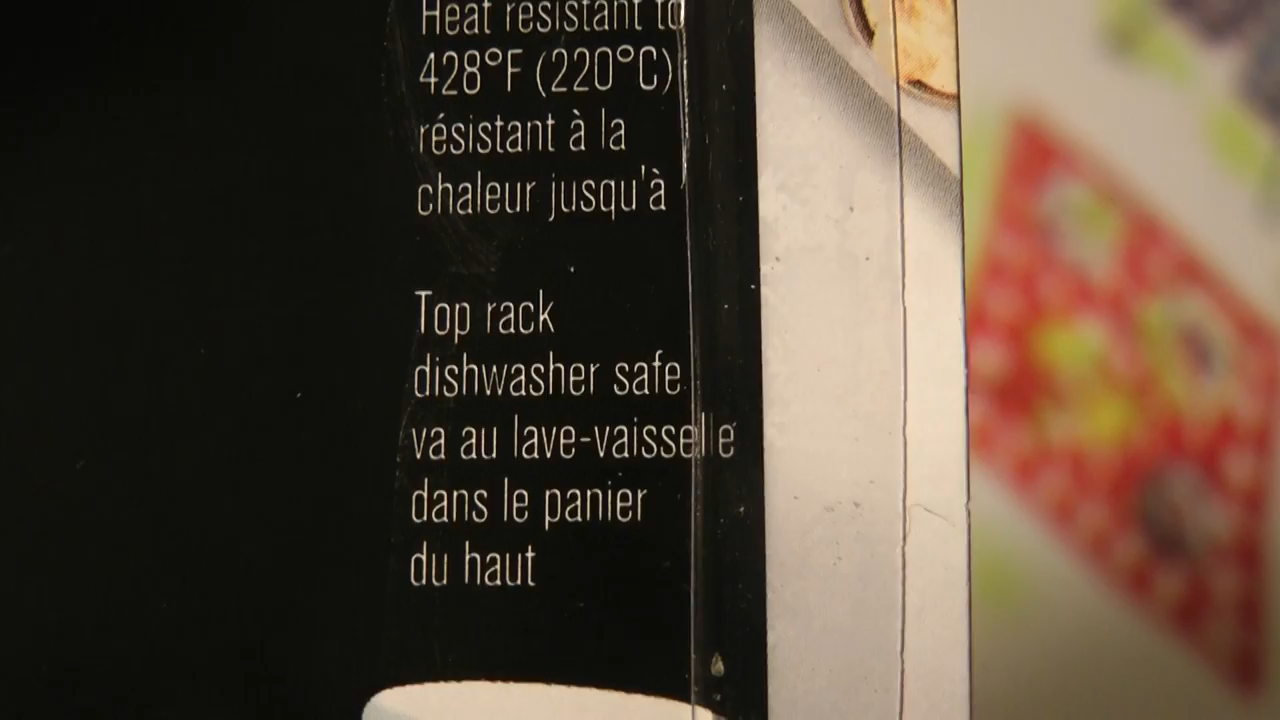 Heat resistant to
428°F (220°C)
résistant à la
chaleur jusqu'à
Top rack
dishwasher safe
va au lave-vaisselle
dans le panier
du haut